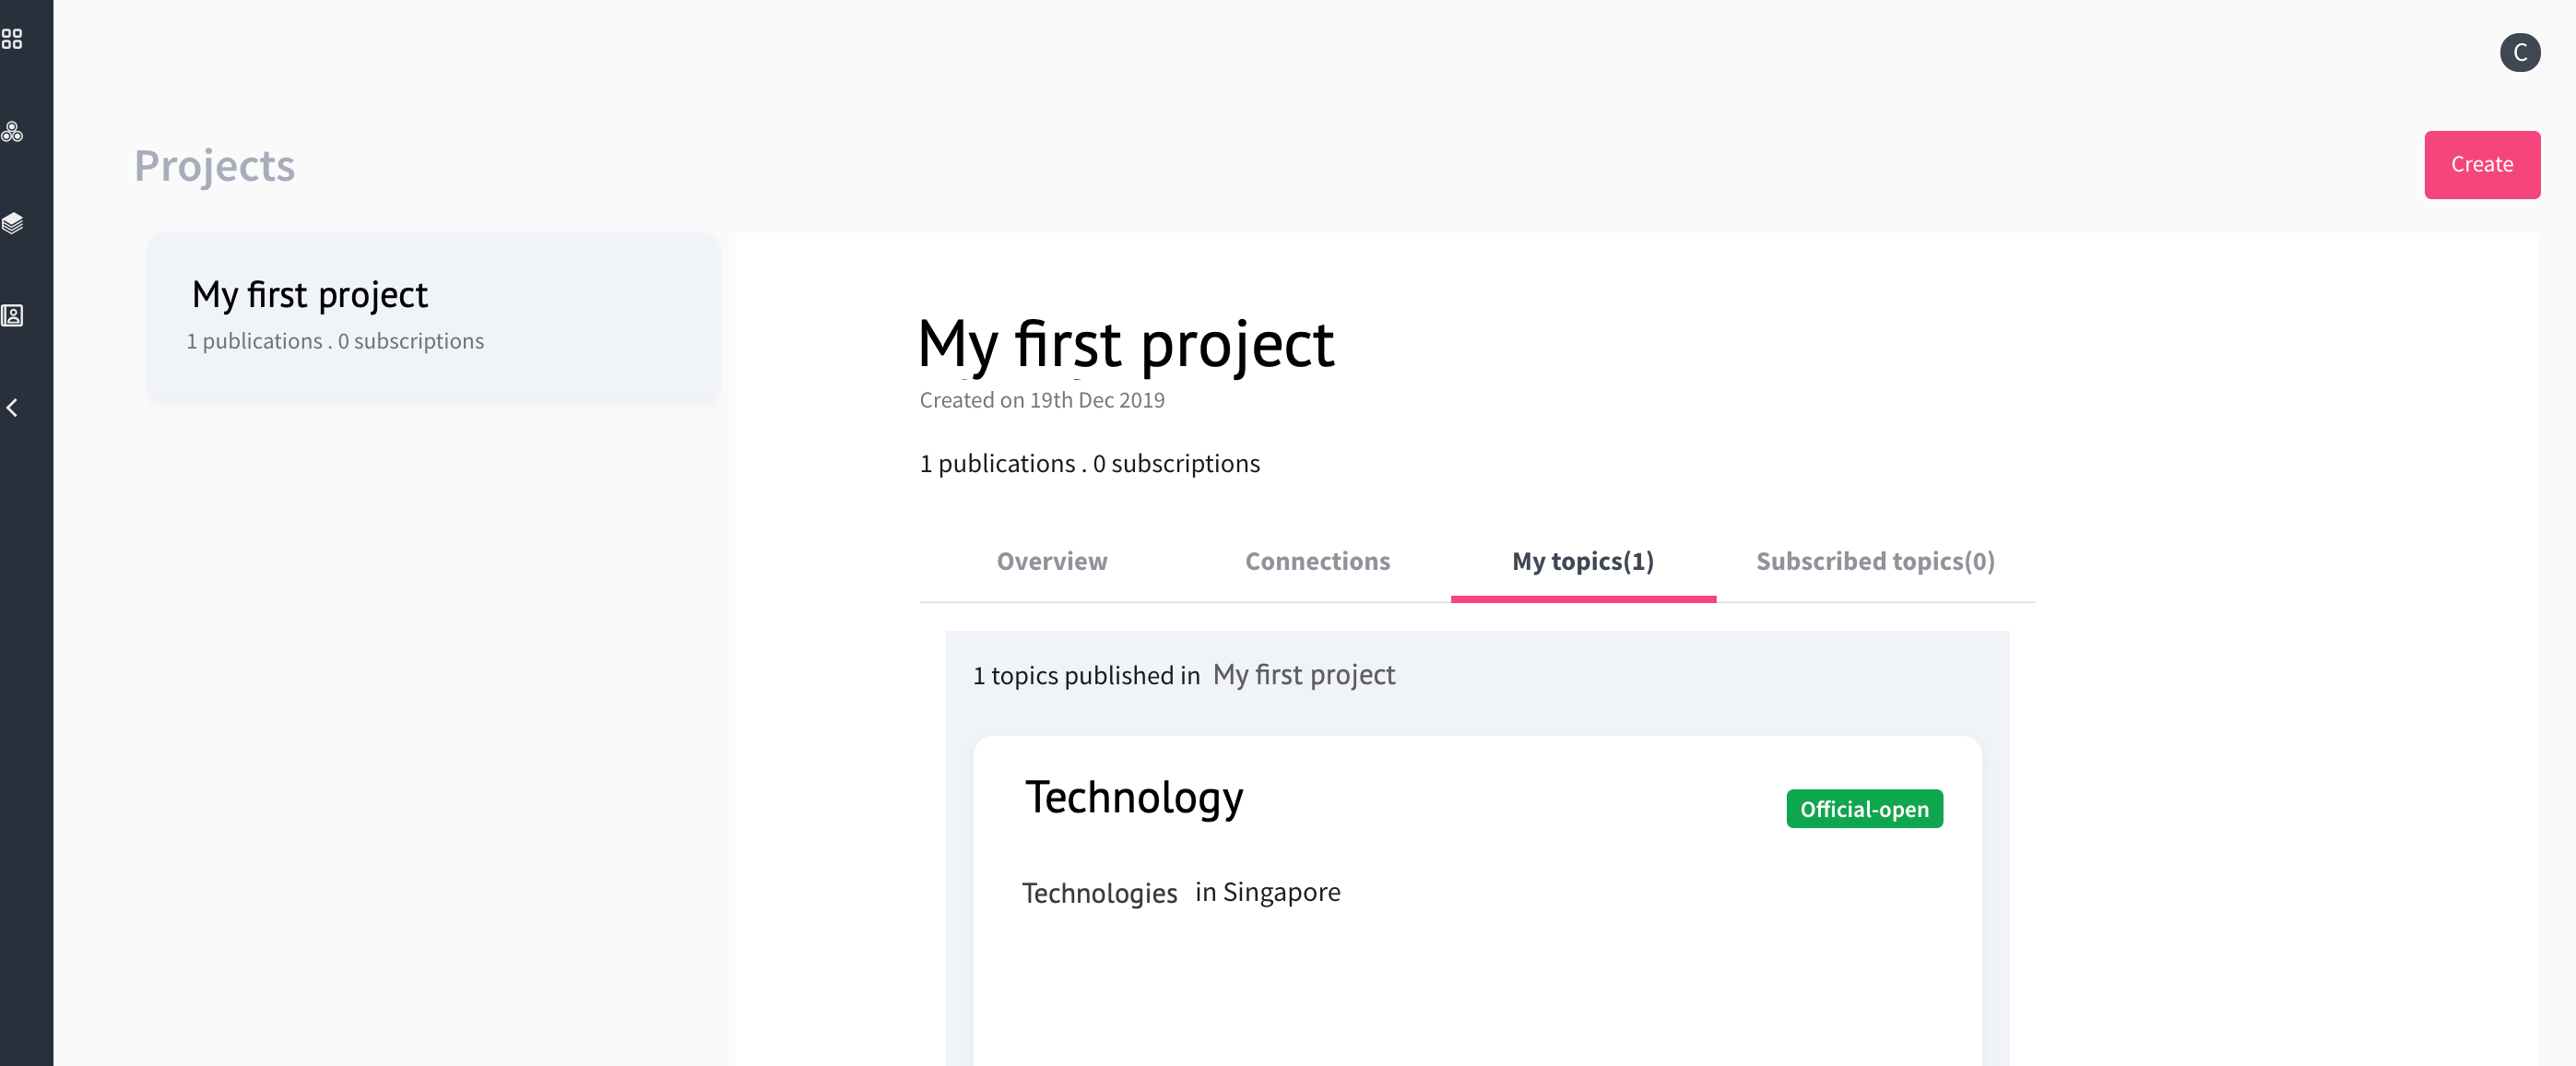 C
Projects
Create
My first project
1 publications . 0 subscriptions
My first project
Created on 19th Dec 2019
1 publications . 0 subscriptions
Overview Connections My topics(1) Subscribed topics(0)
1 topics published in My first project
Technology
Official-open
Technologies in Singapore